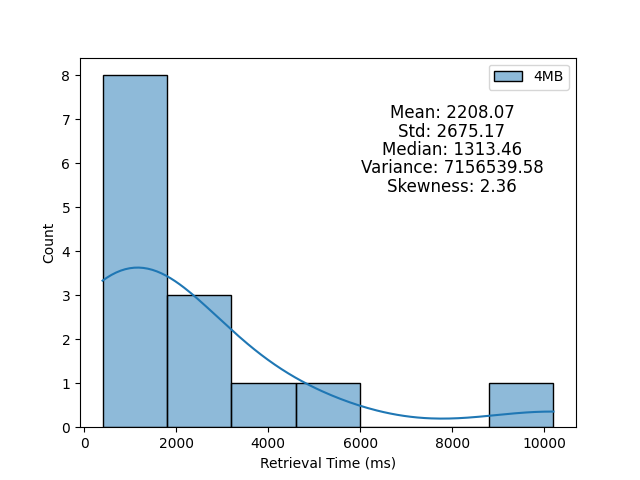 4MB
Mean: 2208.07
Std: 2675.17
Median: 1313.46
Variance: 7156539.58
Skewness: 2.36
8
7
6
5
4
3
2
1
0
Count
0 2000 4000 6000 8000 10000
Retrieval Time (ms)